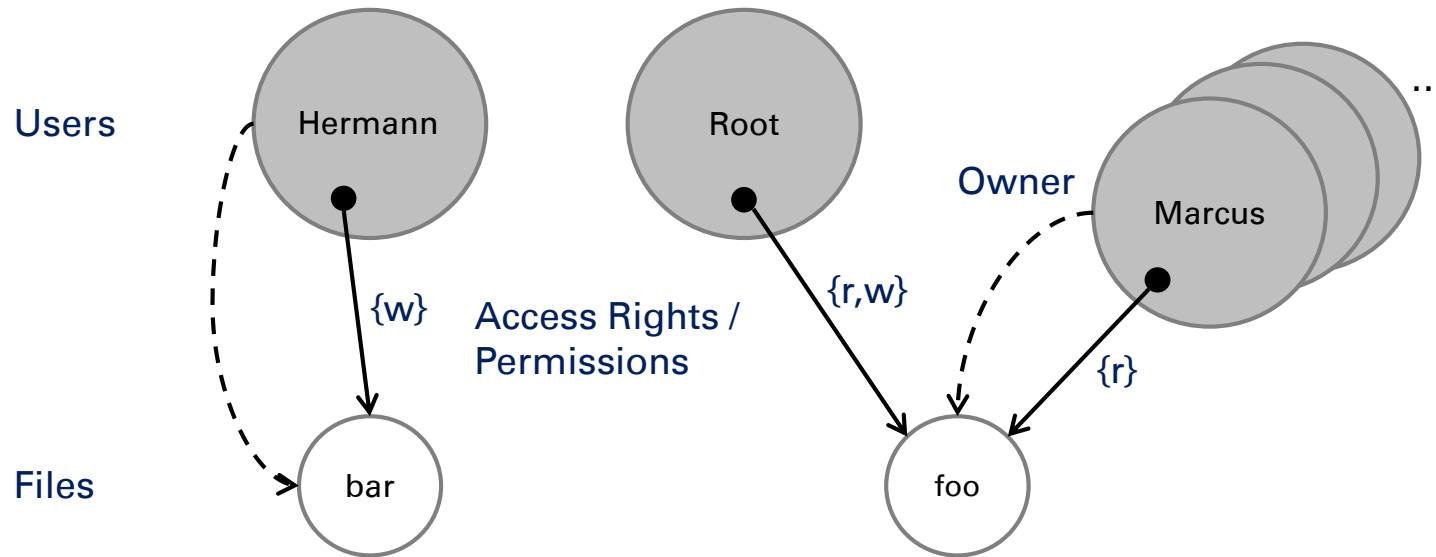 Users
Hermann
Root
..
Owner
Marcus
{w}
Access Rights /
Permissions
{r,w}
{r}
Files
bar
foo